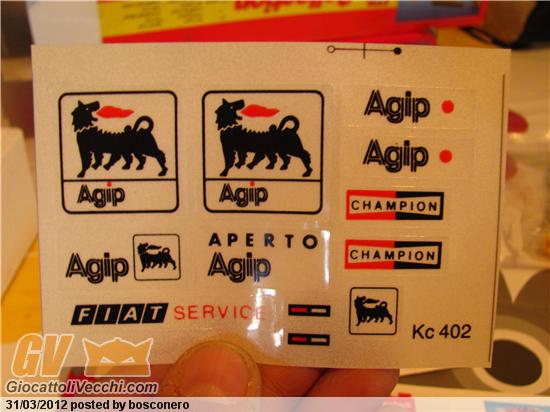 Agip
Agip
Agip
Agip
CHAMPION
CHAMPION
Agip
APERTO
Agip
FIAT SERVICE
Kc 402
GV
GiocattoliVecchi.com
31/03/2012 posted by bosconero